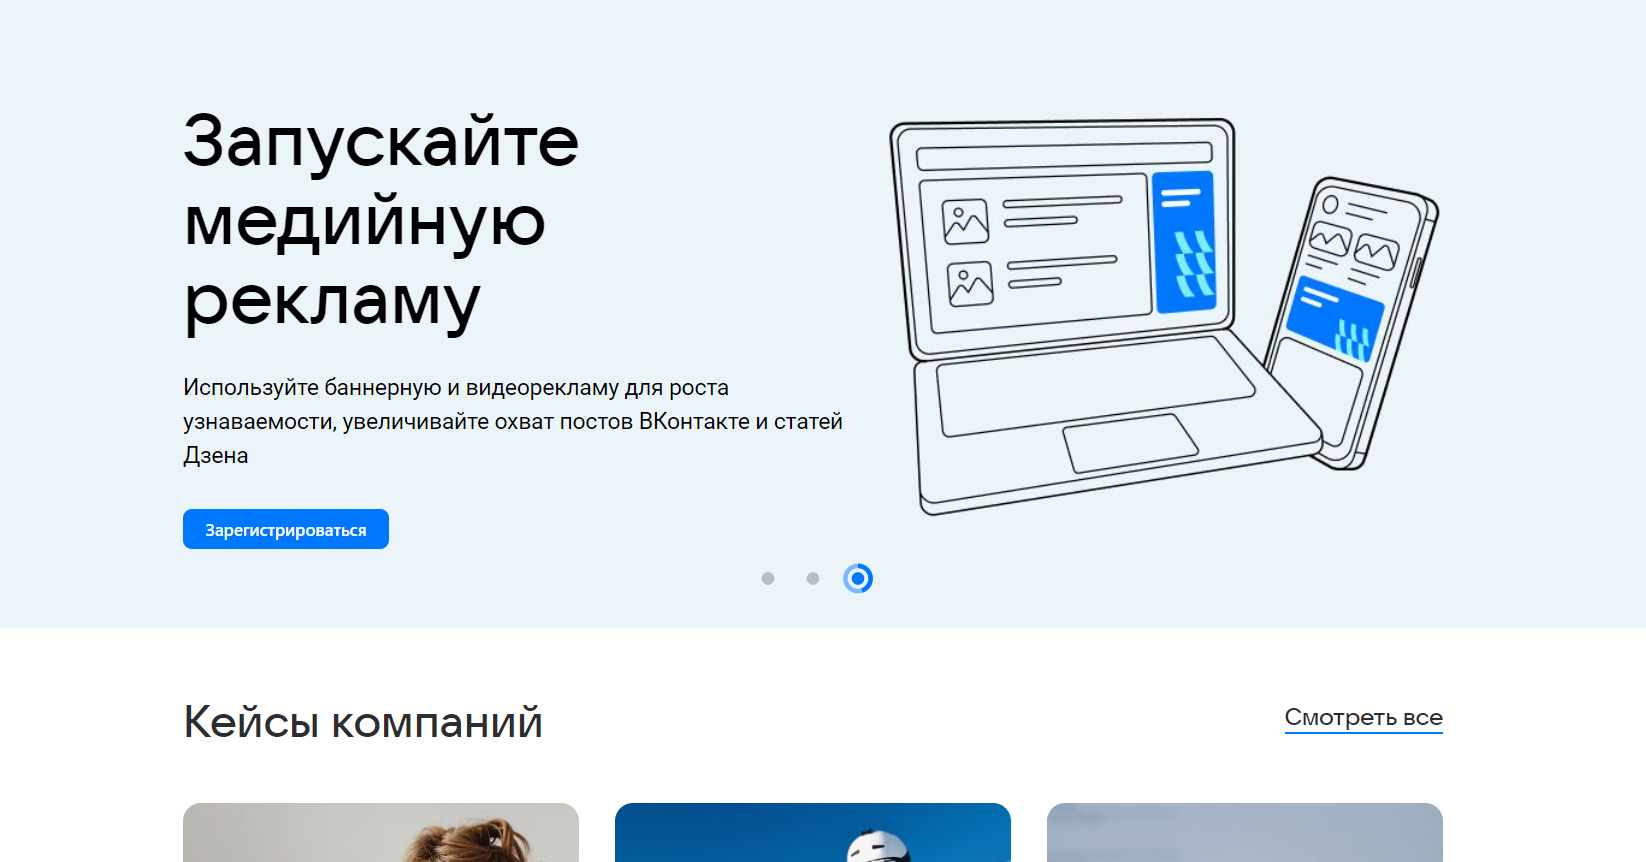 Запускайте
медийную
рекламу
Используйте баннерную и видеорекламу для роста
узнаваемости, увеличивайте охват постов ВКонтакте и статей
Дзена
Зарегистрироваться
Кейсы компаний
Смотреть все